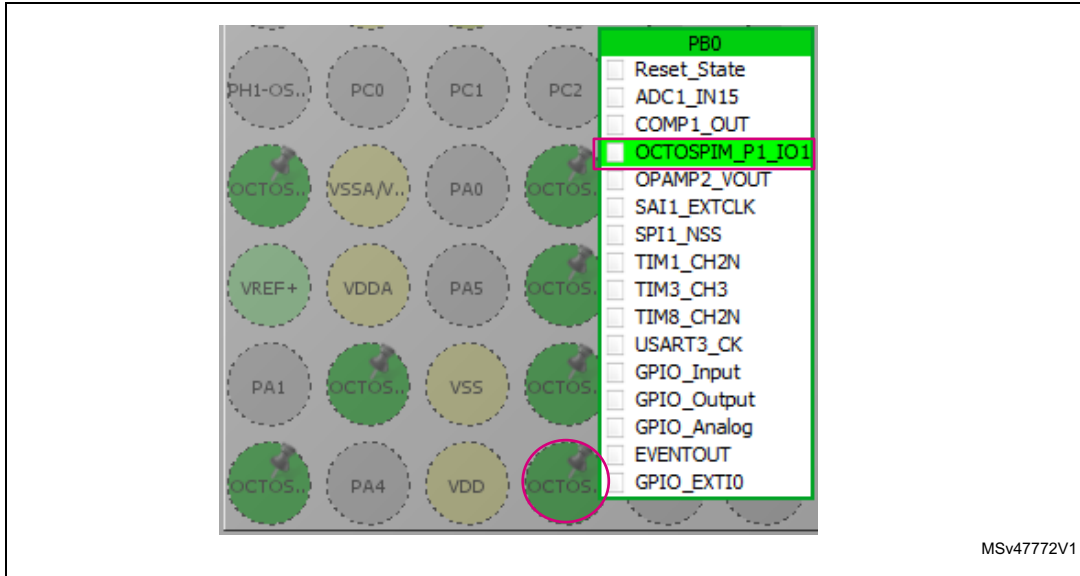 PB0
Reset_State
ADC1_IN15
COMP1_OUT
OCTOSPIM_P1_IO1
OPAMP2_VOUT
SAI1_EXTCLK
SPI1_NSS
TIM1_CH2N
TIM3_CH3
TIM8_CH2N
USART3_CK
GPIO_Input
GPIO_Output
GPIO_Analog
EVENTOUT
GPIO_EXTI0
PH1-OS.. PC0 PC1 PC2
OCTOS.. VSSA/V.. PA0 OCTOS.
VREF+ VDDA PA5 OCTOS.
PA1 OCTOS.. VSS OCTOS.
OCTOS.. PA4 VDD OCTOS.
MSv47772V1